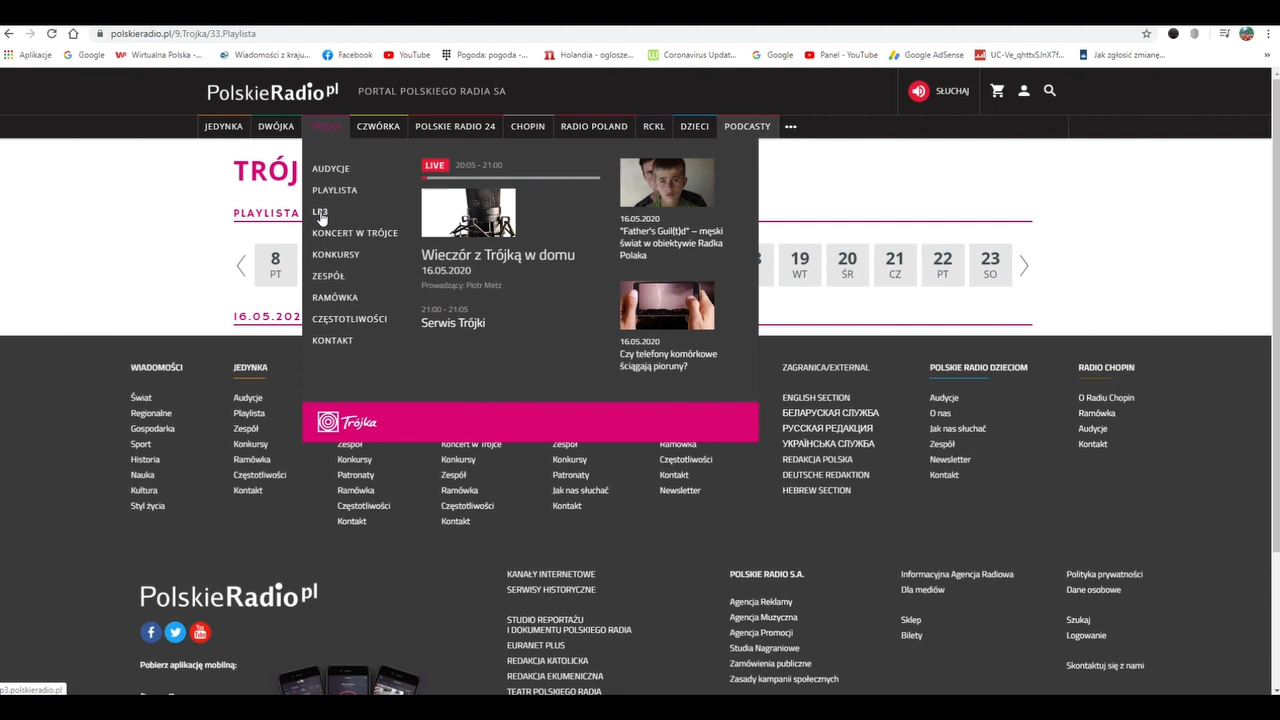 polskieradio.pl/9.Trojka/33.Playlista
Aplikacje
Google
Wirtualna Polska -...
Wiadomości z kraju...
Facebook
YouTube
Pogoda: pogoda -...
Holandia - ogłosze...
Coronavirus Updat...
Google
Panel - YouTube
Google AdSense
UC-Ve_qhttxSJnX7f...
Jak zgłosić zmianę...
»
PolskieRadio.pl
PORTAL POLSKIEGO RADIA SA
SŁUCHAJ
JEDYNKA
DWÓJKA
TRÓJKA
CZWÓRKA
POLSKIE RADIO 24
CHOPIN
RADIO POLAND
RCKL
DZIECI
PODCASTY
•••
TRÓJ
PLAYLISTA
8
PT
19
WT
20
ŚR
21
CZ
22
PT
23
SO
16.05.202
AUDYCJE
PLAYLISTA
LP3
KONCERT W TRÓJCE
KONKURSY
ZESPÓŁ
RAMÓWKA
CZĘSTOTLIWOŚCI
KONTAKT
LIVE 20:05 - 21:00
Wieczór z Trójką w domu
16.05.2020
Prowadzący: Piotr Metz
21:00 - 21:05
Serwis Trójki
16.05.2020
"Father's Guil(t)d" – męski
świat w obiektywie Radka
Polaka
16.05.2020
Czy telefony komórkowe
ściągają pioruny?
Trójka
WIADOMOŚCI
Świat
Regionalne
Gospodarka
Sport
Historia
Nauka
Kultura
Styl życia
JEDYNKA
Audycje
Playlista
Zespół
Konkursy
Ramówka
Częstotliwości
Kontakt
Zespół
Konkursy
Patronaty
Ramówka
Częstotliwości
Kontakt
Koncert w Trójce
Konkursy
Zespół
Patronaty
Ramówka
Częstotliwości
Kontakt
Zespół
Konkursy
Patronaty
Jak nas słuchać
Kontakt
Ramówka
Częstotliwości
Kontakt
Newsletter
ZAGRANICA/EXTERNAL
ENGLISH SECTION
БЕЛАРУСКАЯ СЛУЖБА
РУССКАЯ РЕДАКЦИЯ
УКРАЇНСЬКА СЛУЖБА
REDAKCJA POLSKA
DEUTSCHE REDAKTION
HEBREW SECTION
POLSKIE RADIO DZIECIOM
Audycje
O nas
Jak nas słuchać
Zespół
Newsletter
Kontakt
RADIO CHOPIN
O Radiu Chopin
Ramówka
Audycje
Kontakt
PolskieRadio.pl
Pobierz aplikację mobilną:
KANAŁY INTERNETOWE
SERWISY HISTORYCZNE
STUDIO REPORTAŻU
I DOKUMENTU POLSKIEGO RADIA
EURANET PLUS
REDAKCJA KATOLICKA
REDAKCJA EKUMENICZNA
TEATR POLSKIEGO RADIA
POLSKIE RADIO S.A.
Agencja Reklamy
Agencja Muzyczna
Agencja Promocji
Studia Nagraniowe
Zamówienia publiczne
Zasady kampanii społecznych
Informacyjna Agencja Radiowa
Dla mediów
Sklep
Bilety
Polityka prywatności
Dane osobowe
Szukaj
Logowanie
Skontaktuj się z nami
p3.polskieradio.pl